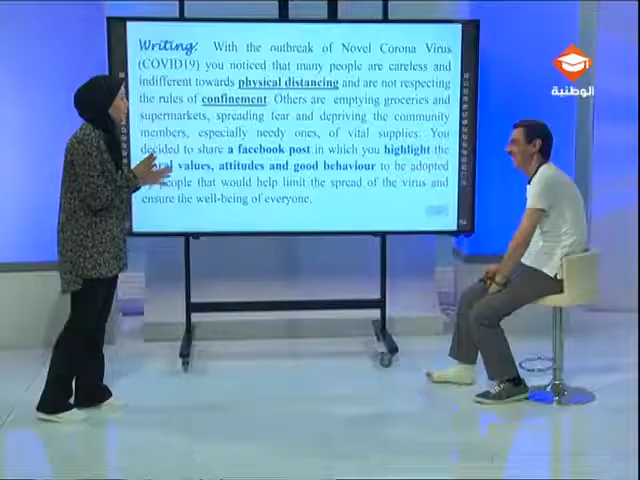 Writing: With the outbreak of Novel Corona Virus
(COVID19) you noticed that many people are careless and
indifferent towards physical distancing and are not respecting
the rules of confinement. Others are emptying groceries and
supermarkets, spreading fear and depriving the community
members, especially needy ones, of vital supplies. You
decided to share a facebook post in which you highlight the
values, attitudes and good behaviour to be adopted
people that would help limit the spread of the virus and
ensure the well-being of everyone.
الوطنية